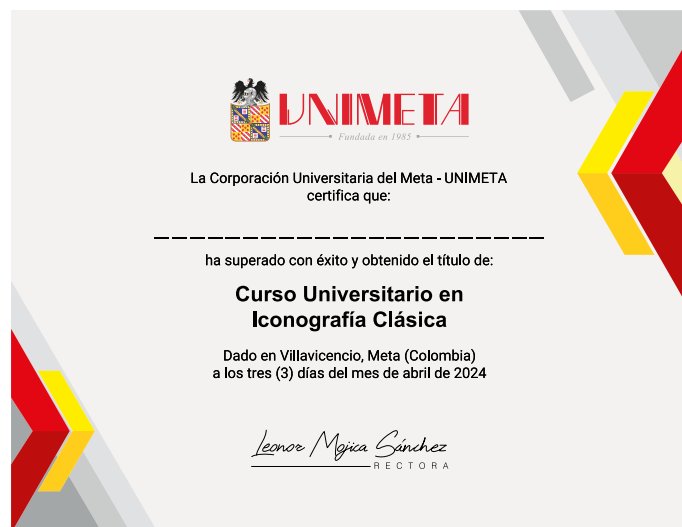 UNIMETA
Fundada en 1985
La Corporación Universitaria del Meta - UNIMETA
certifica que:
ha superado con éxito y obtenido el título de:
Curso Universitario en
Iconografía Clásica
Dado en Villavicencio, Meta (Colombia)
a los tres (3) días del mes de abril de 2024
Leonor Mojica Sánchez
RECTORA